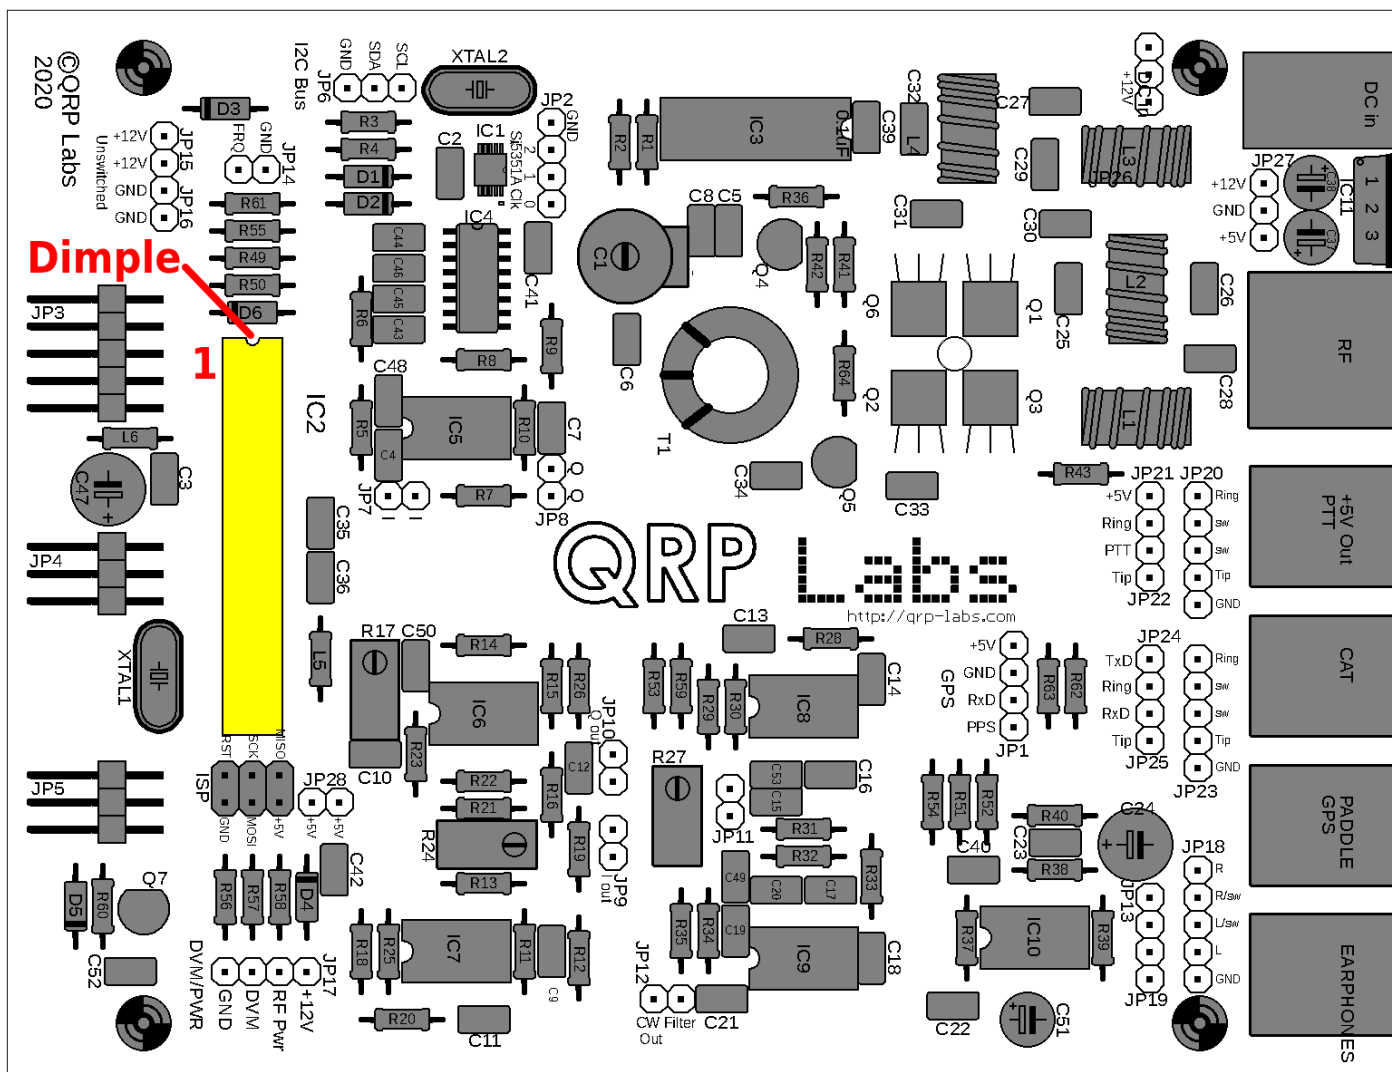 ©QRP Labs
2020
I2C Bus
GND
SDA
SCL
JP6
XTAL2
D3
+12V
+12V
GND
GND
Unswitched
JP15
JP16
FRQ
GND
JP14
R3
R4
D1
D2
C2
IC1
Si5351A Clk
JP2
GND
2
1
0
R2
R1
IC3
0.1uF
C39
C32
L4
C27
C29
L3
JP26
DC in
+12V
DC in
JP27
+12V
GND
+5V
C38
C37
IC11
1
2
3
R61
R55
R49
R50
D6
Dimple
1
JP3
C44
C46
C45
C43
R6
IC4
C41
R8
R9
C1
C8
C5
C6
R36
Q4
R42
R41
R64
C31
C30
C25
L2
C26
C28
Q6
Q1
Q2
Q3
L1
RF
IC2
C48
R5
C4
IC5
R10
C7
Q
Q
JP8
JP7
I
I
R7
T1
C34
Q5
C33
R43
L6
C47
C3
JP4
C35
C36
QRP Labs
http://qrp-labs.com
JP21
+5V
Ring
PTT
Tip
JP22
JP20
Ring
sw
sw
Tip
GND
+5V Out
PTT
XTAL1
L5
R17
C50
R14
R15
R26
IC6
R23
C10
JP10
Q out
R53
R59
R29
R30
C13
R28
IC8
C14
GPS
+5V
GND
RxD
PPS
JP1
R63
R62
JP24
TxD
Ring
RxD
Tip
JP25
Ring
sw
sw
Tip
GND
JP23
CAT
JP5
RST
SCK
MISO
ISP
GND
MOSI
+5V
JP28
+5V
+5V
R22
R21
R24
R13
R16
C12
R19
JP9
I out
R27
JP11
C53
C15
C16
R31
R32
C49
C20
C17
R33
R54
R51
R52
R40
C23
R38
C40
C24
PADDLE
GPS
C42
D5
R60
Q7
C52
R56
R57
R58
D4
DVM/PWR
GND
DVM
RF Pwr
+12V
JP17
R18
R25
IC7
R11
C9
R12
R20
C11
R35
R34
C19
IC9
C18
JP12
CW Filter
Out
C21
R37
IC10
R39
C22
C51
JP13
JP19
JP18
R
R/sw
L/sw
L
GND
EARPHONES